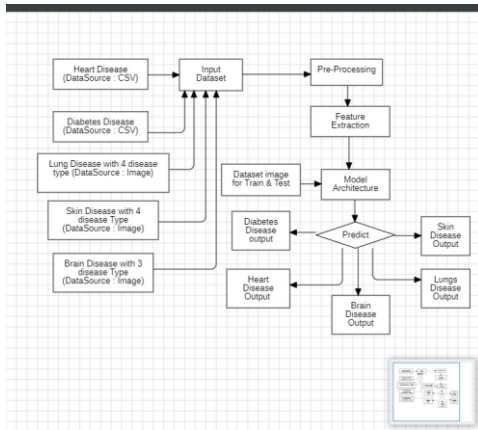 Heart Disease
(DataSource : CSV)
Input
Dataset
Pre-Processing
Diabetes Disease
(DataSource : CSV)
Feature
Extraction
Lung Disease with 4 disease
type (DataSource : Image)
Dataset image
for Train & Test
Model
Architecture
Skin Disease with 4
disease Type
(DataSource : Image)
Diabetes
Disease
output
Predict
Skin
Disease
Output
Brain Disease with 3
disease Type
(DataSource : Image)
Heart
Disease
Output
Brain
Disease
Output
Lungs
Disease
Output